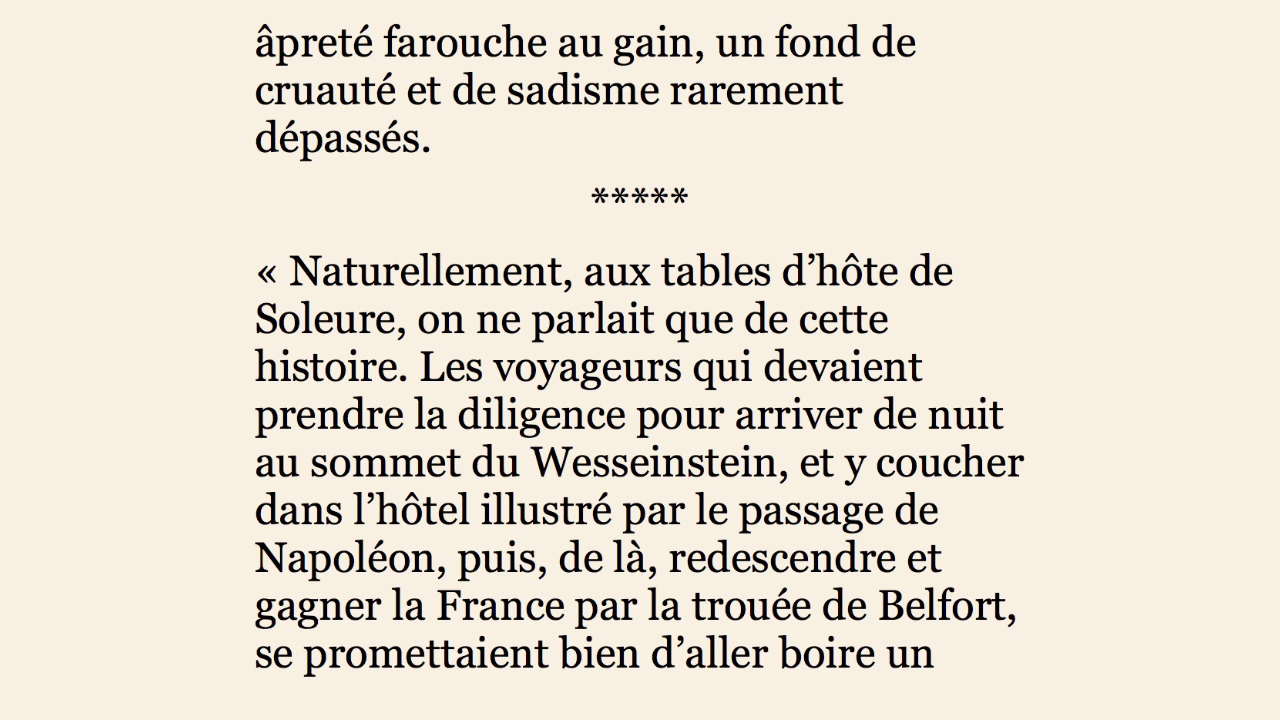 âpreté farouche au gain, un fond de
cruauté et de sadisme rarement
dépassés.
*****
« Naturellement, aux tables d’hôte de
Soleure, on ne parlait que de cette
histoire. Les voyageurs qui devaient
prendre la diligence pour arriver de nuit
au sommet du Wesseinstein, et y coucher
dans l’hôtel illustré par le passage de
Napoléon, puis, de là, redescendre et
gagner la France par la trouée de Belfort,
se promettaient bien d’aller boire un